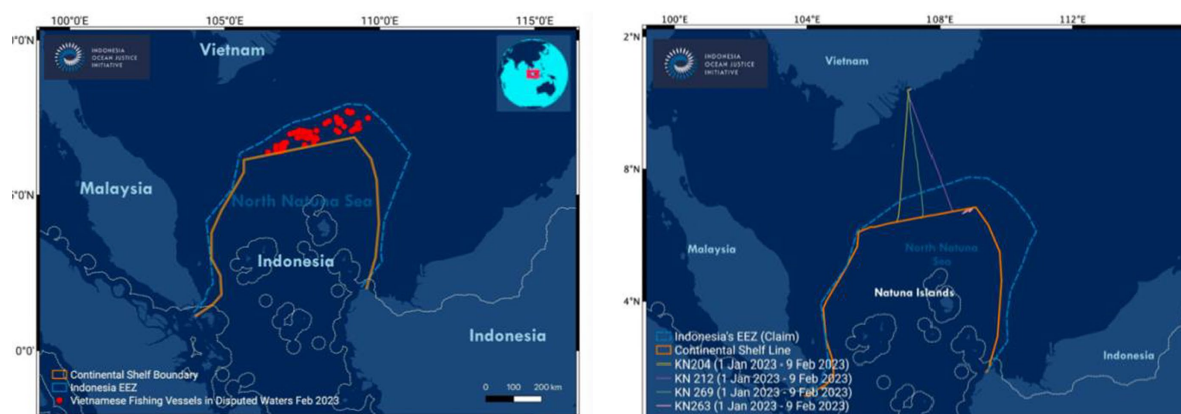 100°0'E
105°0'E
110°0'E
115°0'E
INDONESIA
OCEAN JUSTICE
INITIATIVE
Vietnam
Malaysia
North Natuna Sea
Indonesia
Indonesia
0°0'
Continental Shelf Boundary
Indonesia EEZ
Vietnamese Fishing Vessels in Disputed Waters Feb 2023
0 100 200 km
100°E
104°E
108°E
112°E
INDONESIA
OCEAN JUSTICE
INITIATIVE
Vietnam
8°N
Malaysia
North Natuna
Sea
Natuna Islands
4°N
Indonesia's EEZ (Claim)
Continental Shelf Line
KN204 (1 Jan 2023 - 9 Feb 2023)
KN 212 (1 Jan 2023 - 9 Feb 2023)
KN 269 (1 Jan 2023 - 9 Feb 2023)
KN263 (1 Jan 2023 - 9 Feb 2023)
Indonesia